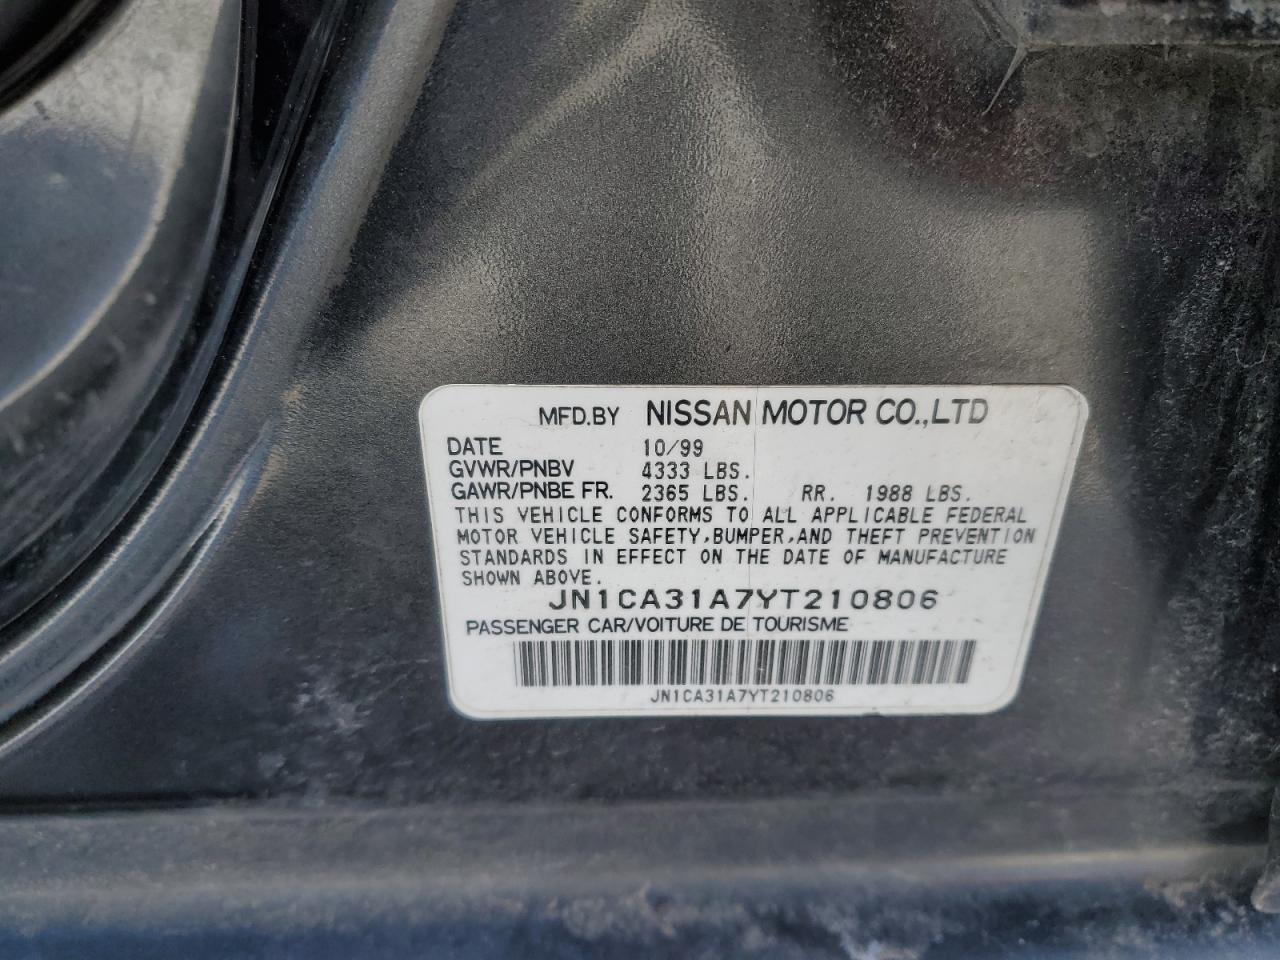 MFD.BY NISSAN MOTOR CO.,LTD
DATE 10/99
GVWR/PNBV 4333 LBS.
GAWR/PNBE FR. 2365 LBS. RR. 1988 LBS.
THIS VEHICLE CONFORMS TO ALL APPLICABLE FEDERAL
MOTOR VEHICLE SAFETY,BUMPER,AND THEFT PREVENTION
STANDARDS IN EFFECT ON THE DATE OF MANUFACTURE
SHOWN ABOVE.
JN1CA31A7YT210806
PASSENGER CAR/VOITURE DE TOURISME
JN1CA31A7YT210806